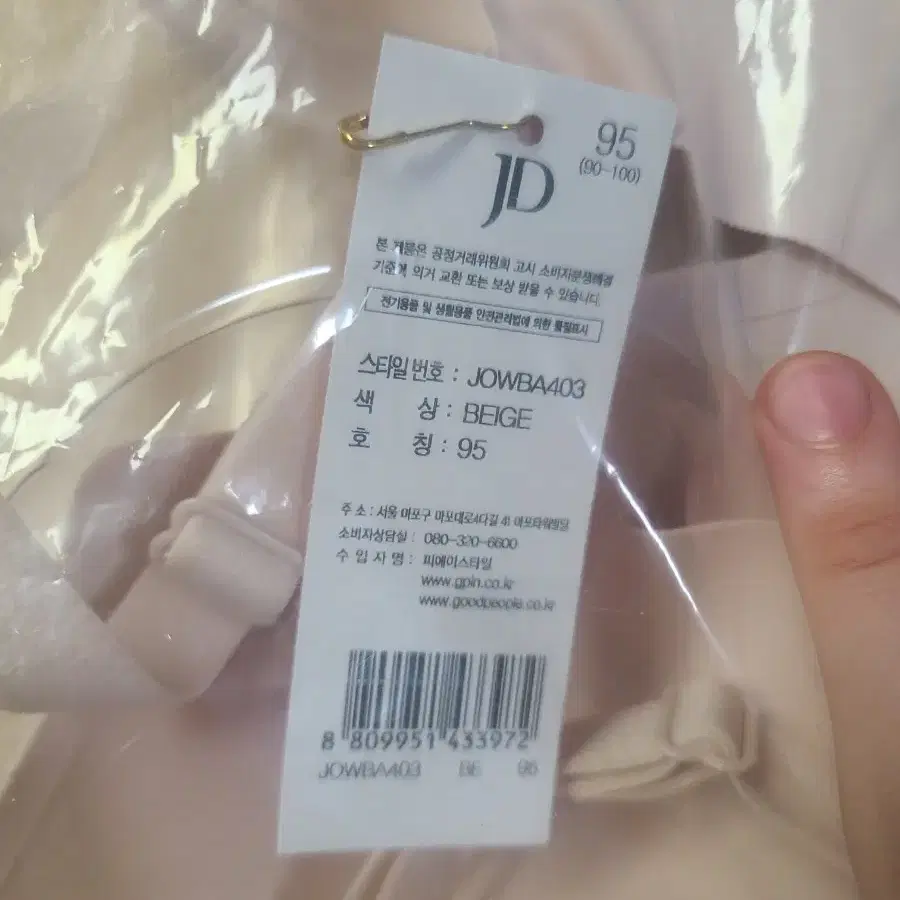 95
(90-100)
JD
본 제품은 공정거래위원회 고시 소비자분쟁해결
기준에 의거 교환 또는 보상 받을 수 있습니다.
전기용품 및 생활용품 안전관리법에 의한 품질표시
스타일번호 : JOWBA403
색 상 : BEIGE
호 칭 : 95
주 소 : 서울 마포구 마포대로4다길 41 마포타워빌딩
소비자상담실 : 080-320-6600
수 입 자 명 : 피에이스타일
www.gpin.co.kr
www.goodpeople.co.kr
8 809951 433972
JOWBA403 BE 95